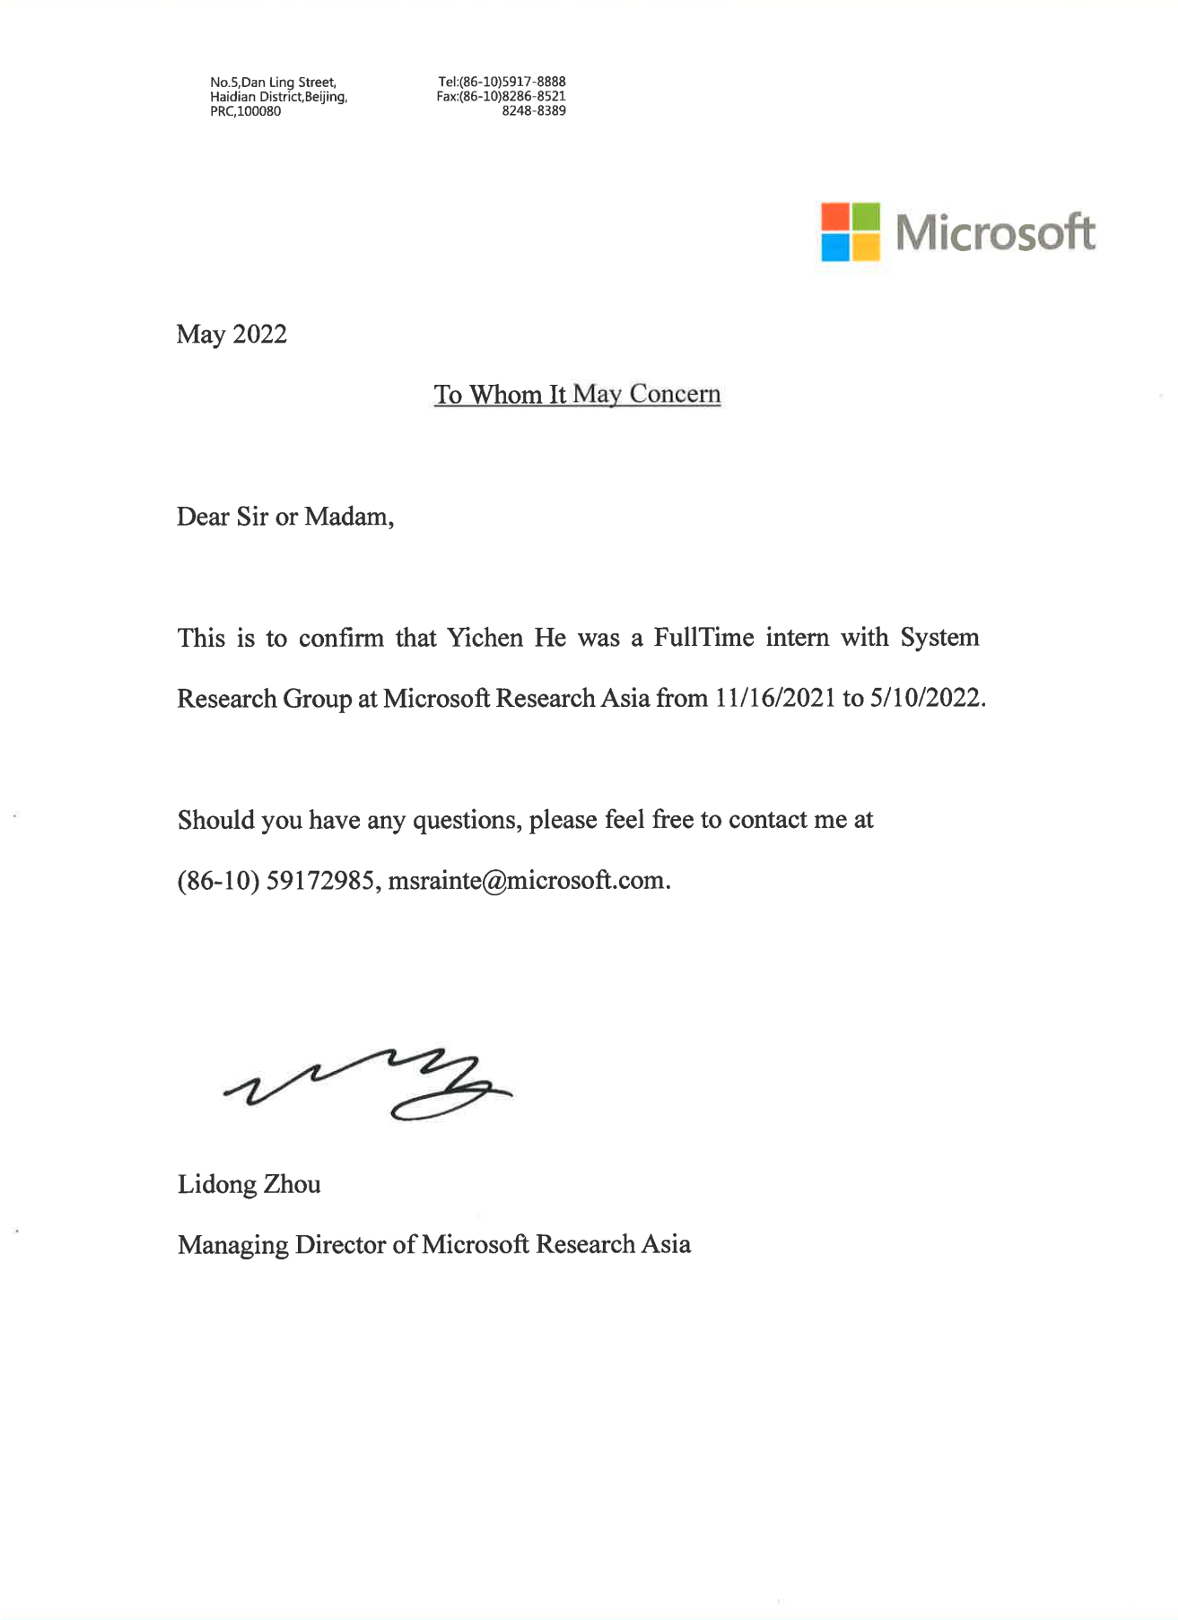 No.5,Dan Ling Street,
Haidian District,Beijing,
PRC,100080
Tel:(86-10)5917-8888
Fax:(86-10)8286-8521
8248-8389
Microsoft
May 2022
To Whom It May Concern
Dear Sir or Madam,
This is to confirm that Yichen He was a FullTime intern with System
Research Group at Microsoft Research Asia from 11/16/2021 to 5/10/2022.
Should you have any questions, please feel free to contact me at
(86-10) 59172985, msrainte@microsoft.com.
Lidong Zhou
Managing Director of Microsoft Research Asia